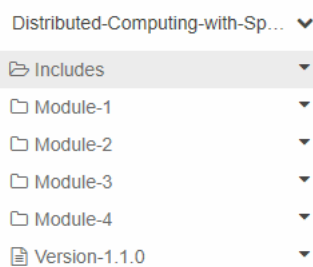 Distributed-Computing-with-Sp...
Includes
Module-1
Module-2
Module-3
Module-4
Version-1.1.0